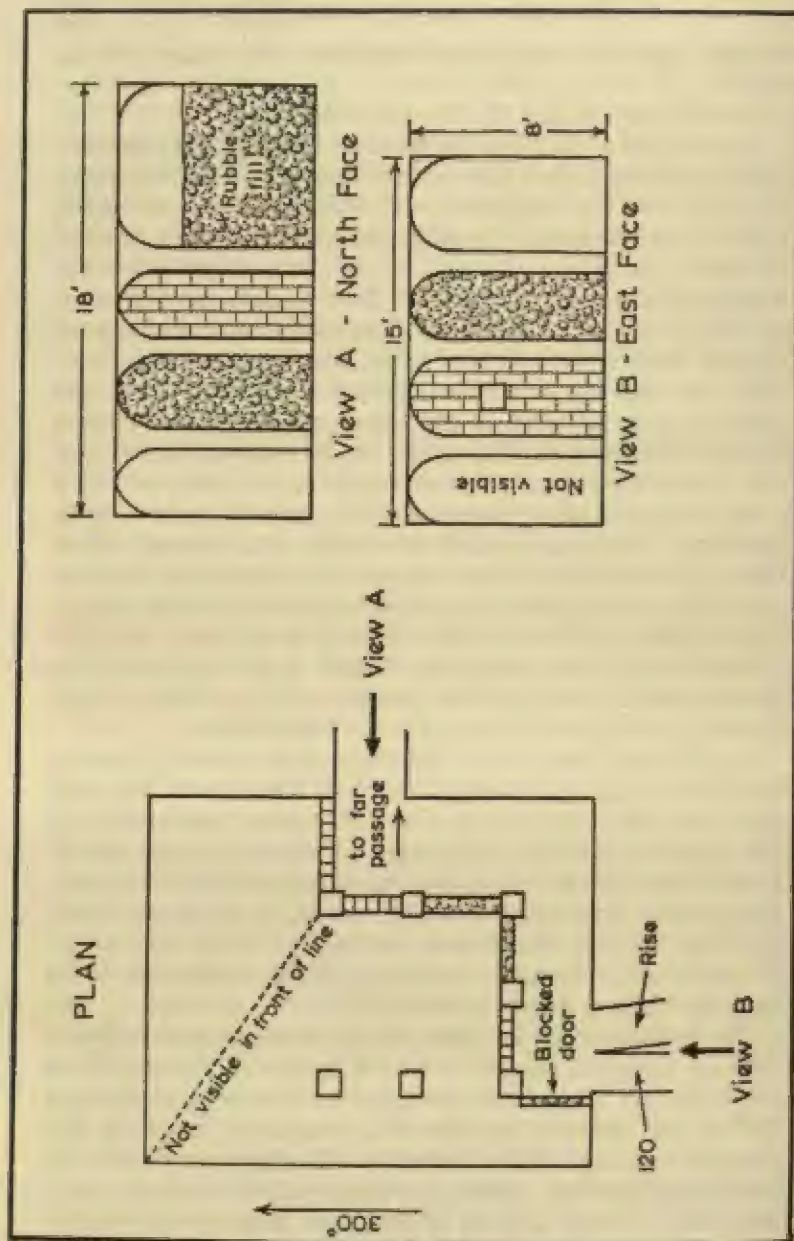 PLAN
Not visible in front of line
to far
passage
View A
Blocked
door
Rise
120
View B
300°
18'
Rubble
fill
View A - North Face
15'
8'
Not visible
View B - East Face